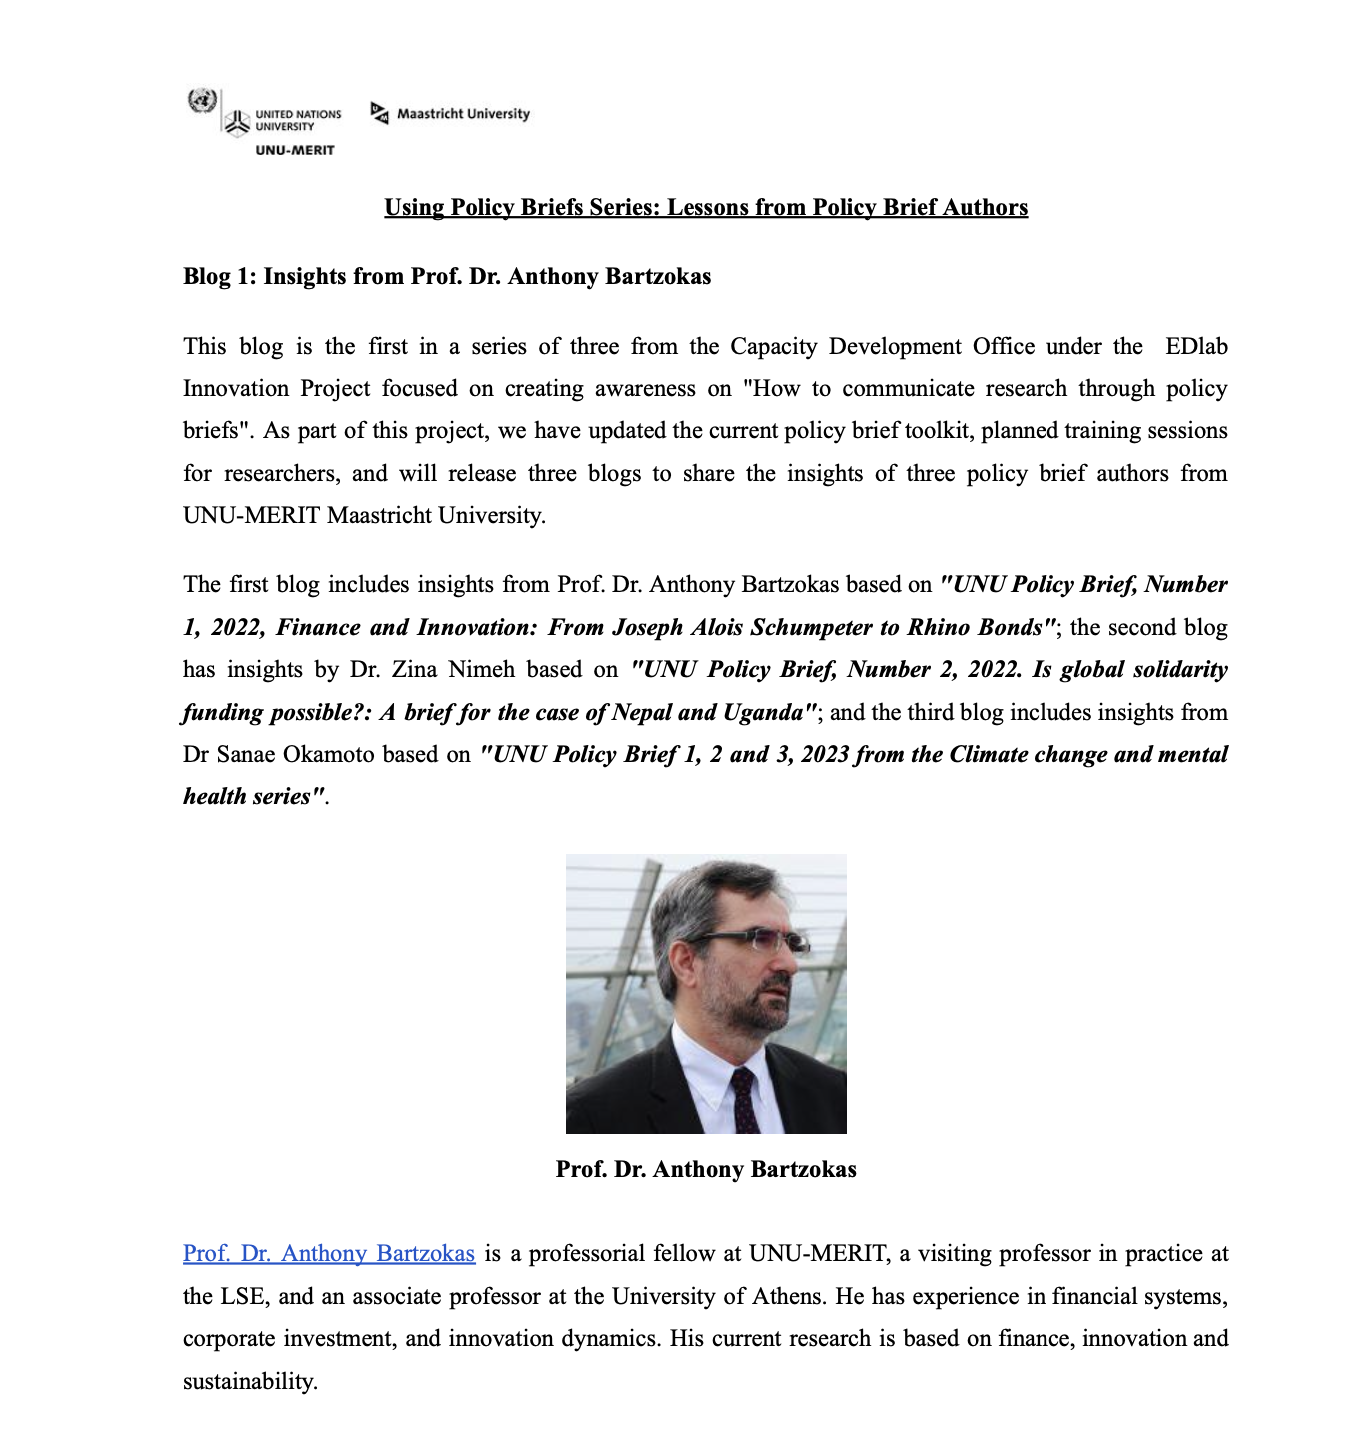 UNITED NATIONS
UNIVERSITY
UNU-MERIT
Maastricht University
Using Policy Briefs Series: Lessons from Policy Brief Authors
Blog 1: Insights from Prof. Dr. Anthony Bartzokas
This blog is the first in a series of three from the Capacity Development Office under the EDlab
Innovation Project focused on creating awareness on "How to communicate research through policy
briefs". As part of this project, we have updated the current policy brief toolkit, planned training sessions
for researchers, and will release three blogs to share the insights of three policy brief authors from
UNU-MERIT Maastricht University.
The first blog includes insights from Prof. Dr. Anthony Bartzokas based on "UNU Policy Brief, Number
1, 2022, Finance and Innovation: From Joseph Alois Schumpeter to Rhino Bonds"; the second blog
has insights by Dr. Zina Nimeh based on "UNU Policy Brief, Number 2, 2022. Is global solidarity
funding possible?: A brief for the case of Nepal and Uganda"; and the third blog includes insights from
Dr Sanae Okamoto based on "UNU Policy Brief 1, 2 and 3, 2023 from the Climate change and mental
health series".
Prof. Dr. Anthony Bartzokas
Prof. Dr. Anthony Bartzokas is a professorial fellow at UNU-MERIT, a visiting professor in practice at
the LSE, and an associate professor at the University of Athens. He has experience in financial systems,
corporate investment, and innovation dynamics. His current research is based on finance, innovation and
sustainability.